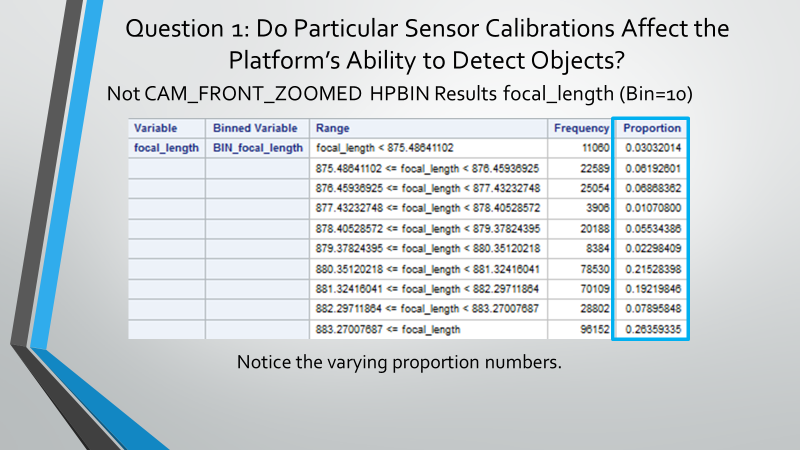 Question 1: Do Particular Sensor Calibrations Affect the
Platform's Ability to Detect Objects?
Not CAM_FRONT_ZOOMED HPBIN Results focal_length (Bin=10)
Variable Binned Variable Range Frequency Proportion
focal_length BIN_focal_length focal_length < 875.48641102 11060 0.03032014
875.48641102 <= focal_length < 876.45936925 22589 0.06192601
876.45936925 <= focal_length < 877.43232748 25054 0.06868362
877.43232748 <= focal_length < 878.40528572 3906 0.01070800
878.40528572 <= focal_length < 879.37824395 20188 0.05534386
879.37824395 <= focal_length < 880.35120218 8384 0.02298409
880.35120218 <= focal_length < 881.32416041 78530 0.21528398
881.32416041 <= focal_length < 882.29711864 70109 0.19219846
882.29711864 <= focal_length < 883.27007687 28802 0.07895848
883.27007687 <= focal_length 96152 0.26359335
Notice the varying proportion numbers.